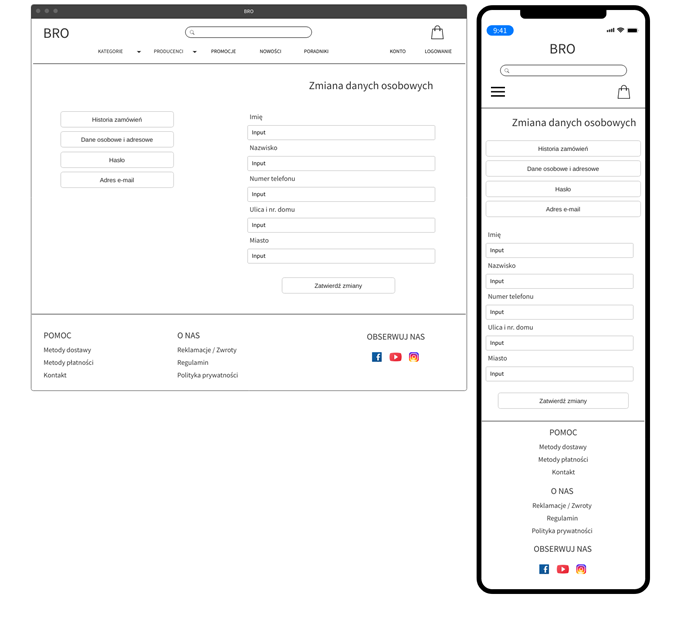 BRO
BRO
KATEGORIE PRODUCENCI PROMOCJE NOWOŚCI PORADNIKI KONTO LOGOWANIE
Zmiana danych osobowych
Historia zamówień
Dane osobowe i adresowe
Hasło
Adres e-mail
Imię
Input
Nazwisko
Input
Numer telefonu
Input
Ulica i nr. domu
Input
Miasto
Input
Zatwierdź zmiany
POMOC
Metody dostawy
Metody płatności
Kontakt
O NAS
Reklamacje / Zwroty
Regulamin
Polityka prywatności
OBSERWUJ NAS
9:41
BRO
Zmiana danych osobowych
Historia zamówień
Dane osobowe i adresowe
Hasło
Adres e-mail
Imię
Input
Nazwisko
Input
Numer telefonu
Input
Ulica i nr. domu
Input
Miasto
Input
Zatwierdź zmiany
POMOC
Metody dostawy
Metody płatności
Kontakt
O NAS
Reklamacje / Zwroty
Regulamin
Polityka prywatności
OBSERWUJ NAS